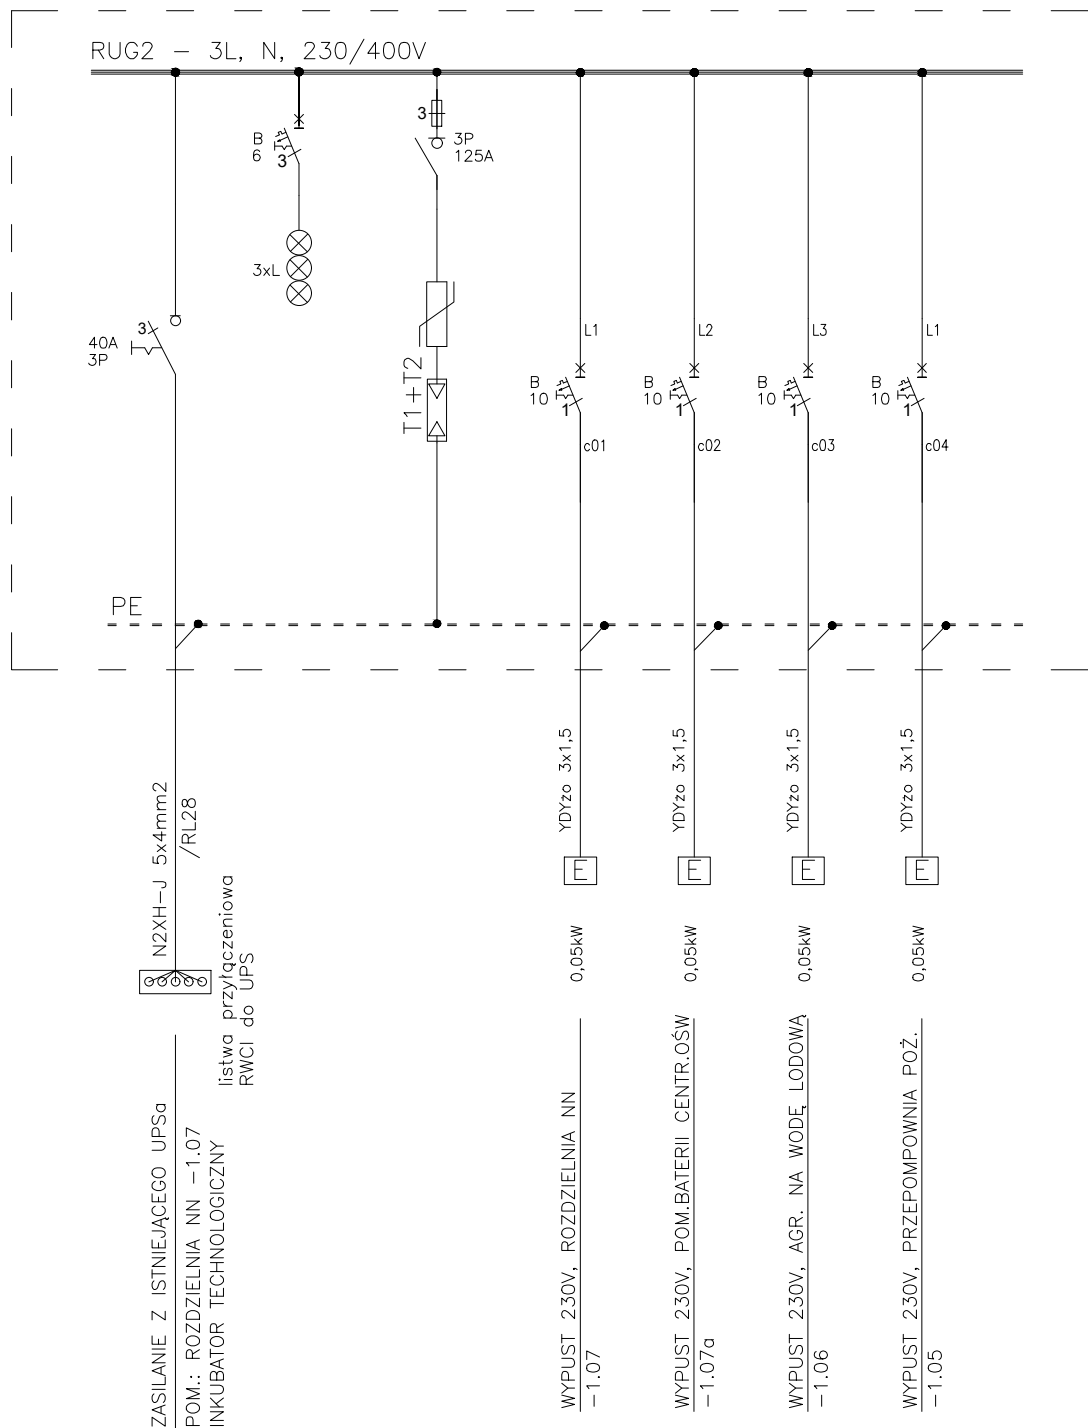 RUG2 – 3L, N, 230/400V
B
6
3
3xL
3
3P
125A
T1+T2
3
40A
3P
L1
B
10
1
c01
L2
B
10
1
c02
L3
B
10
1
c03
L1
B
10
1
c04
PE
N2XH–J 5x4mm2
/RL28
listwa przyłączeniowa
RWCI do UPS
ZASILANIE Z ISTNIEJĄCEGO UPSa
POM.: ROZDZIELNIA NN –1.07
INKUBATOR TECHNOLOGICZNY
YDYżo 3x1,5
E
0,05kW
WYPUST 230V, ROZDZIELNIA NN
–1.07
YDYżo 3x1,5
E
0,05kW
WYPUST 230V, POM.BATERII CENTR.OŚW
–1.07a
YDYżo 3x1,5
E
0,05kW
WYPUST 230V, AGR. NA WODĘ LODOWĄ
–1.06
YDYżo 3x1,5
E
0,05kW
WYPUST 230V, PRZEPOMPOWNIA POŻ.
–1.05